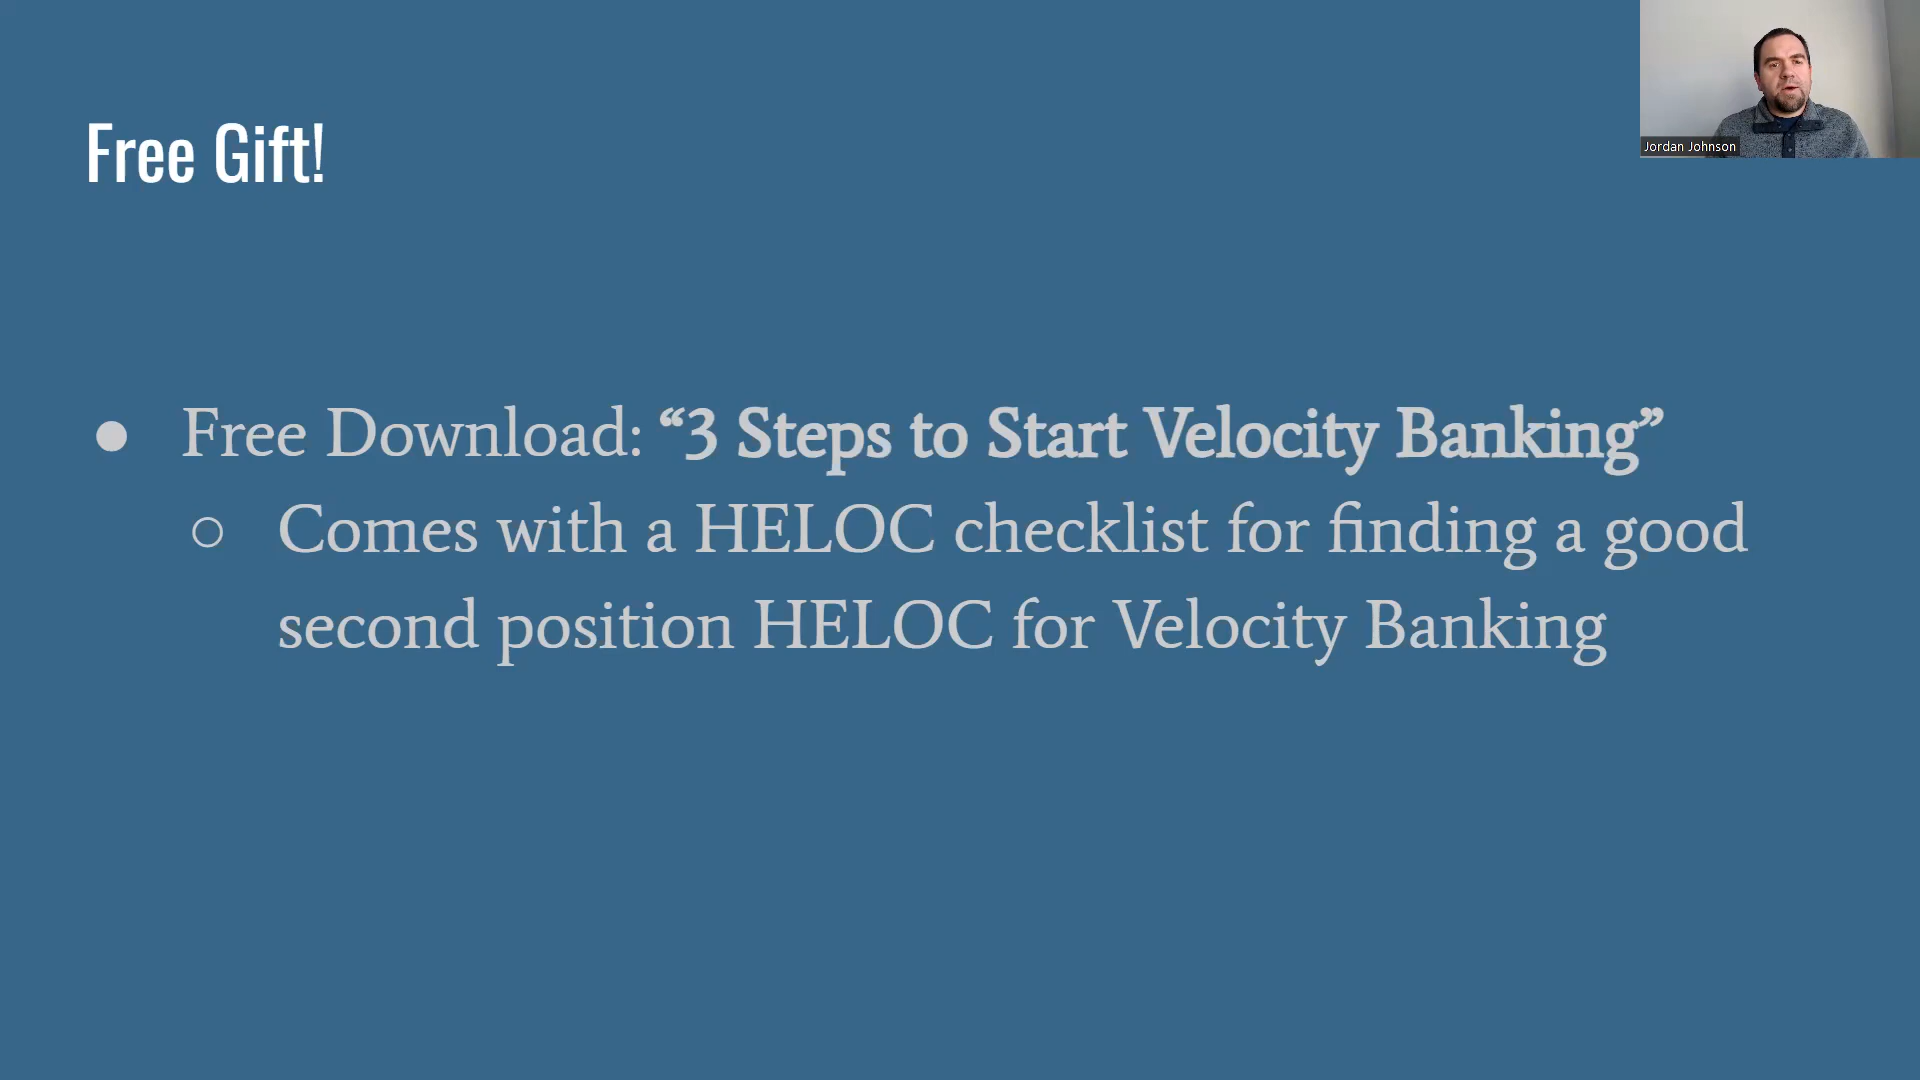 Free Gift!
Jordan Johnson
● Free Download: “3 Steps to Start Velocity Banking”
○ Comes with a HELOC checklist for finding a good
second position HELOC for Velocity Banking